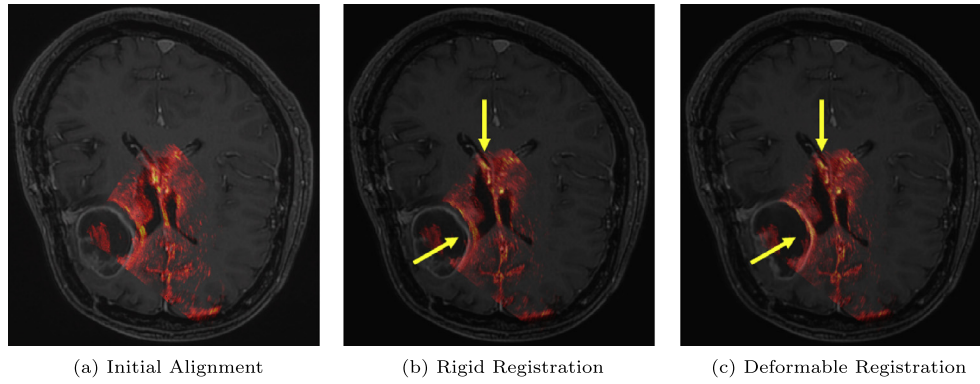 (a) Initial Alignment
(b) Rigid Registration
(c) Deformable Registration